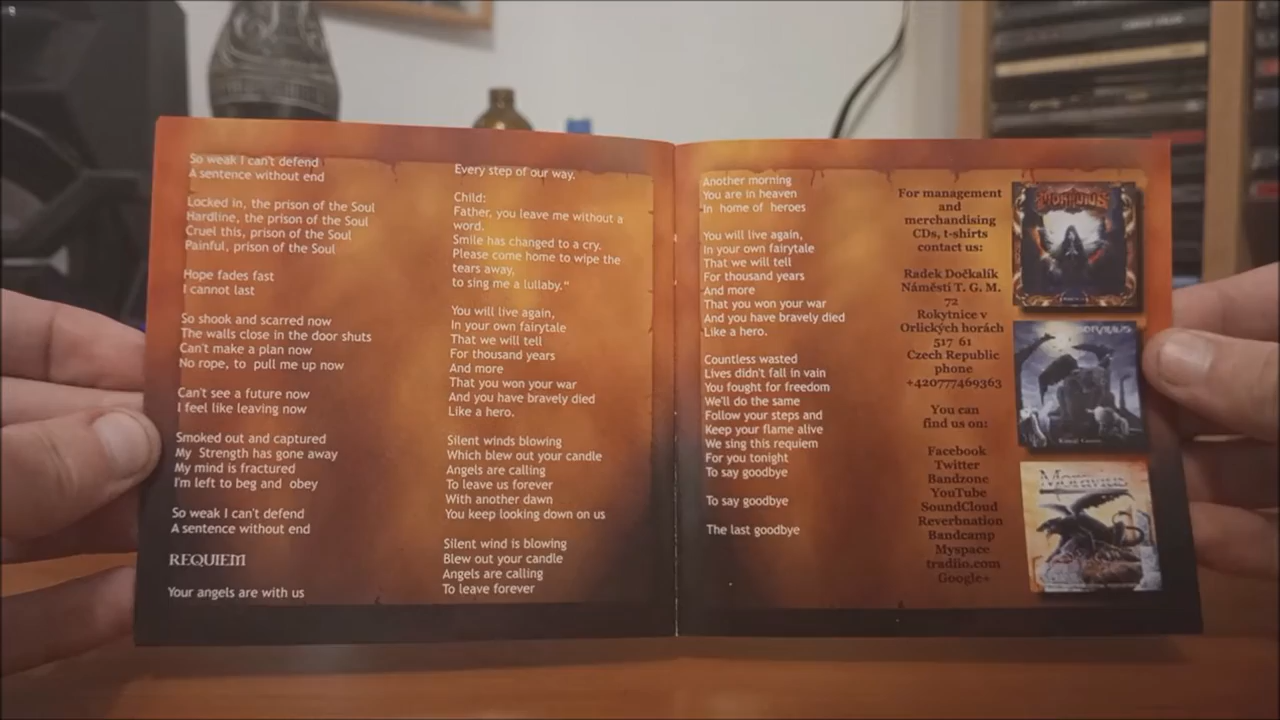 So weak I can't defend
A sentence without end
Locked in, the prison of the Soul
Hardline, the prison of the Soul
Cruel this, prison of the Soul
Painful, prison of the Soul
Hope fades fast
I cannot last
So shook and scarred now
The walls close in the door shuts
Can't make a plan now
No rope, to pull me up now
Can't see a future now
I feel like leaving now
Smoked out and captured
My Strength has gone away
My mind is fractured
I'm left to beg and obey
So weak I can't defend
A sentence without end
REQUIEM
Your angels are with us
Every step of our way.
Child:
Father, you leave me without a
word.
Smile has changed to a cry.
Please come home to wipe the
tears away,
to sing me a lullaby.“
You will live again,
In your own fairytale
That we will tell
For thousand years
And more
That you won your war
And you have bravely died
Like a hero.
Silent winds blowing
Which blew out your candle
Angels are calling
To leave us forever
With another dawn
You keep looking down on us
Silent wind is blowing
Blew out your candle
Angels are calling
To leave forever
Another morning
You are in heaven
In home of heroes
You will live again,
In your own fairytale
That we will tell
For thousand years
And more
That you won your war
And you have bravely died
Like a hero.
Countless wasted
Lives didn't fall in vain
You fought for freedom
We'll do the same
Follow your steps and
Keep your flame alive
We sing this requiem
For you tonight
To say goodbye
To say goodbye
The last goodbye
For management
and
merchandising
CDs, t-shirts
contact us:
Radek Dočkalík
Náměstí T. G. M.
72
Rokytnice v
Orlických horách
517 61
Czech Republic
phone
+420777469363
You can
find us on:
Facebook
Twitter
Bandzone
YouTube
SoundCloud
Reverbnation
Bandcamp
Myspace
tradiio.com
Google+
Moravius